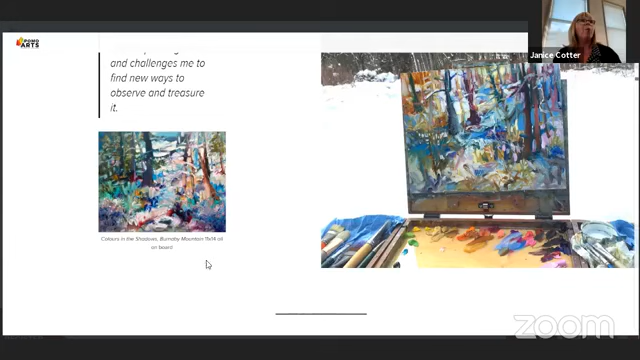 POMO
ARTS
and challenges me to
find new ways to
observe and treasure
it.
Colours in the Shadows, Burnaby Mountain 11x14 oil
on board
Janice Cotter
zoom